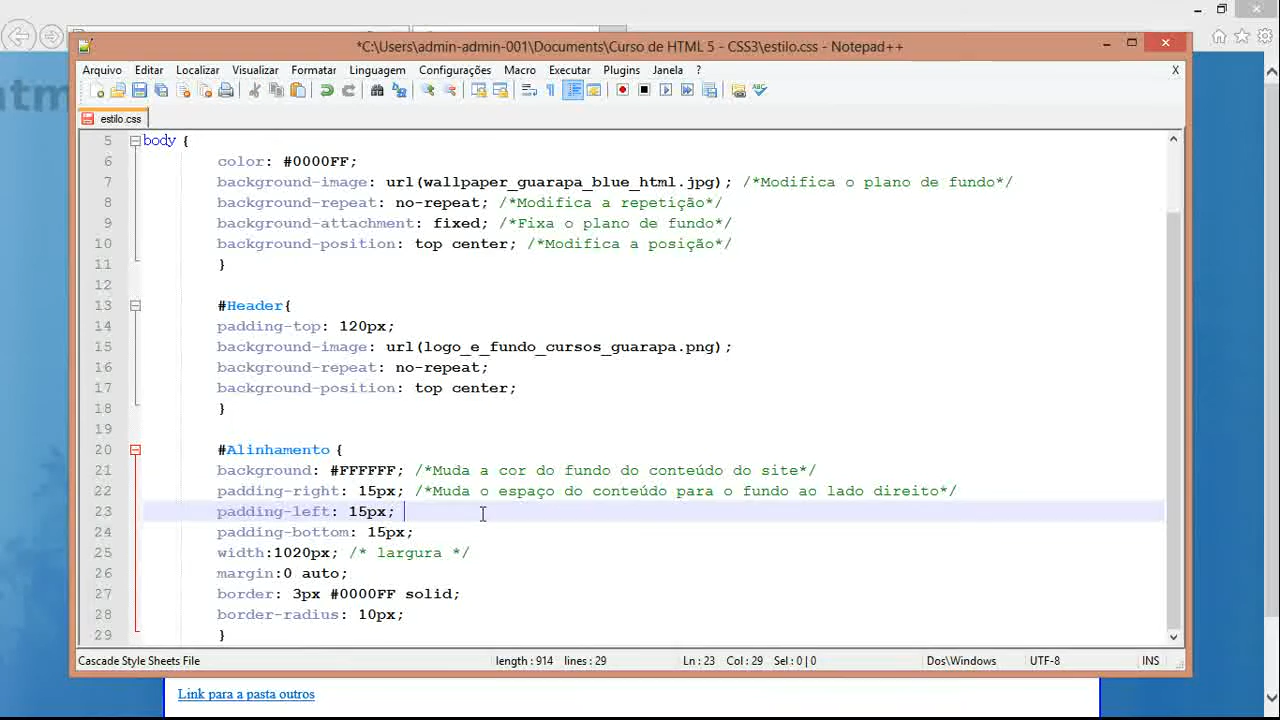 *C:\Users\admin-admin-001\Documents\Curso de HTML 5 - CSS3\estilo.css - Notepad++
Arquivo Editar Localizar Visualizar Formatar Linguagem Configurações Macro Executar Plugins Janela ? X
estilo.css
5 body {
6 color: #0000FF;
7 background-image: url(wallpaper_guarapa_blue_html.jpg); /*Modifica o plano de fundo*/
8 background-repeat: no-repeat; /*Modifica a repetição*/
9 background-attachment: fixed; /*Fixa o plano de fundo*/
10 background-position: top center; /*Modifica a posição*/
11 }
12
13 #Header{
14 padding-top: 120px;
15 background-image: url(logo_e_fundo_cursos_guarapa.png);
16 background-repeat: no-repeat;
17 background-position: top center;
18 }
19
20 #Alinhamento {
21 background: #FFFFFF; /*Muda a cor do fundo do conteúdo do site*/
22 padding-right: 15px; /*Muda o espaço do conteúdo para o fundo ao lado direito*/
23 padding-left: 15px;
24 padding-bottom: 15px;
25 width:1020px; /* largura */
26 margin:0 auto;
27 border: 3px #0000FF solid;
28 border-radius: 10px;
29 }
Cascade Style Sheets File length : 914 lines : 29 Ln : 23 Col : 29 Sel : 0 | 0 Dos\Windows UTF-8 INS
Link para a pasta outros